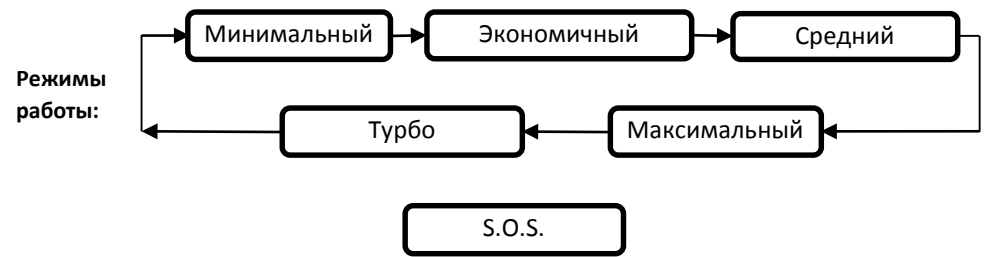 Минимальный
Экономичный
Средний
Режимы
работы:
Турбо
Максимальный
S.O.S.